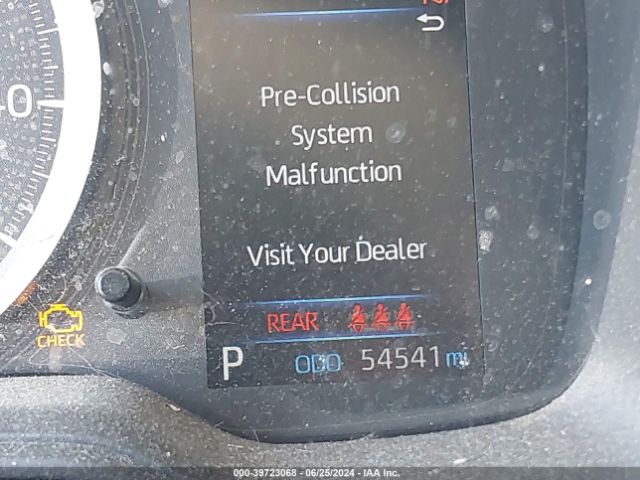 40
Pre-Collision
System
Malfunction
Visit Your Dealer
REAR
CHECK
P ODO 54541 mi
000-39723068 - 06/25/2024 - IAA Inc.